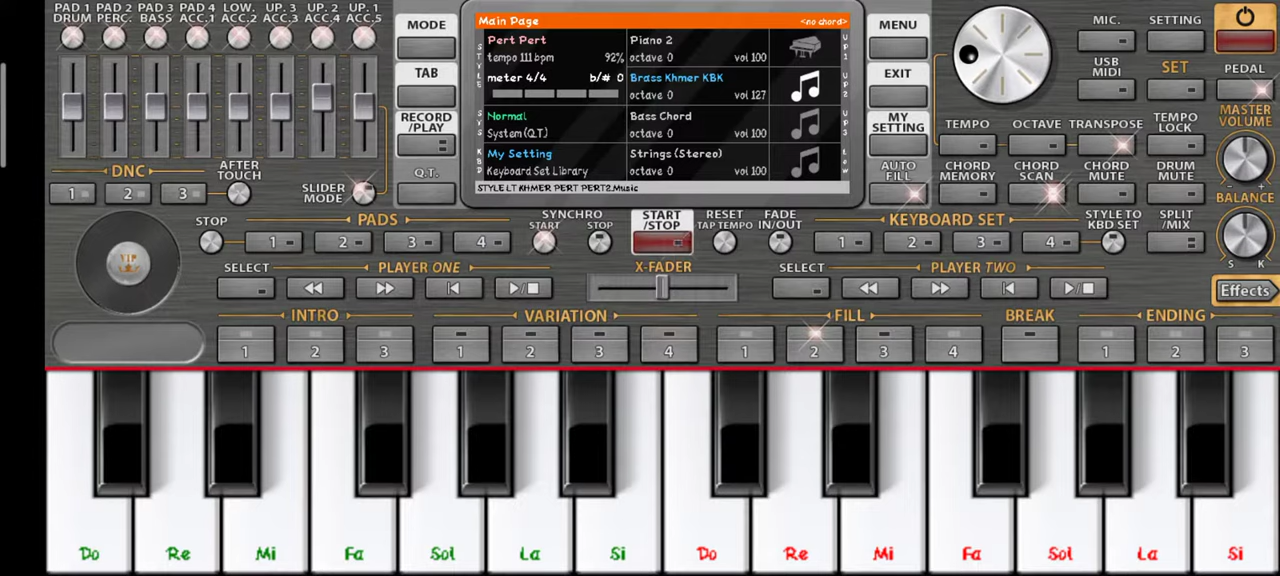 PAD 1 PAD 2 PAD 3 PAD 4 LOW. UP. 3 UP. 2 UP. 1
DRUM PERC. BASS ACC.1 ACC.2 ACC.3 ACC.4 ACC.5
DNC
1 2 3
AFTER
TOUCH
SLIDER
MODE
MODE
TAB
RECORD
/PLAY
Q.T.
Main Page <no chord>
STYLE
Pert Pert
tempo 111 bpm 92%
meter 4/4 b/# 0
SYS
Normal
System(Q.T)
KBD
My Setting
Keyboard Set Library
Piano 2
octave 0 vol 100
UP1
Brass Khmer KBK
octave 0 vol 127
UP2
Bass Chord
octave 0 vol 100
UP3
Strings (Stereo)
octave 0 vol 100
Low
STYLE LT KHMER PERT PERT2.Music
MENU
EXIT
MY
SETTING
AUTO
FILL
MIC. SETTING
USB
MIDI
SET
PEDAL
TEMPO OCTAVE TRANSPOSE TEMPO
LOCK
CHORD
MEMORY
CHORD
SCAN
CHORD
MUTE
DRUM
MUTE
MASTER
VOLUME
- +
BALANCE
S K
VIP
STOP
PADS
1 2 3 4
SYNCHRO
START STOP
START
/STOP
RESET
TAP TEMPO
FADE
IN/OUT
KEYBOARD SET
1 2 3 4
STYLE TO
KBD SET
SPLIT
/MIX
SELECT PLAYER ONE X-FADER SELECT PLAYER TWO
Effects
INTRO VARIATION FILL BREAK ENDING
1 2 3 1 2 3 4 1 2 3 4 1 2 3
Do Re Mi Fa Sol La Si Do Re Mi Fa Sol La Si